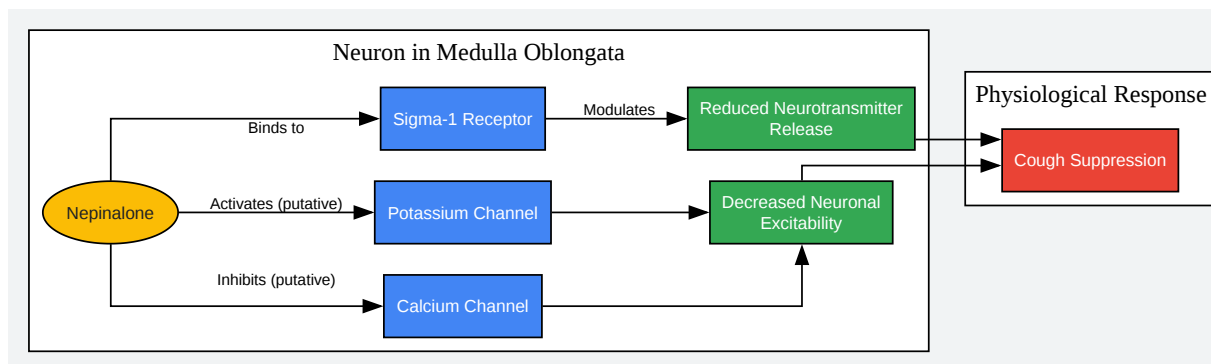 Neuron in Medulla Oblongata
Physiological Response
Binds to
Sigma-1 Receptor
Modulates
Reduced Neurotransmitter
Release
Cough Suppression
Nepinalone
Activates (putative)
Potassium Channel
Decreased Neuronal
Excitability
Inhibits (putative)
Calcium Channel